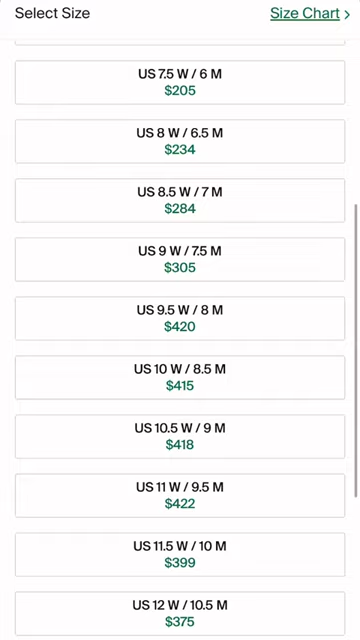 Select Size
Size Chart
US 7.5 W / 6 M
$205
US 8 W / 6.5 M
$234
US 8.5 W / 7 M
$284
US 9 W / 7.5 M
$305
US 9.5 W / 8 M
$420
US 10 W / 8.5 M
$415
US 10.5 W / 9 M
$418
US 11 W / 9.5 M
$422
US 11.5 W / 10 M
$399
US 12 W / 10.5 M
$375